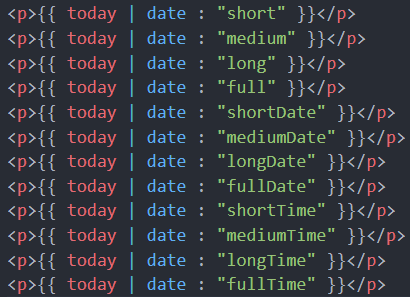 <p>{{ today | date : "short" }}</p>
<p>{{ today | date : "medium" }}</p>
<p>{{ today | date : "long" }}</p>
<p>{{ today | date : "full" }}</p>
<p>{{ today | date : "shortDate" }}</p>
<p>{{ today | date : "mediumDate" }}</p>
<p>{{ today | date : "longDate" }}</p>
<p>{{ today | date : "fullDate" }}</p>
<p>{{ today | date : "shortTime" }}</p>
<p>{{ today | date : "mediumTime" }}</p>
<p>{{ today | date : "longTime" }}</p>
<p>{{ today | date : "fullTime" }}</p>